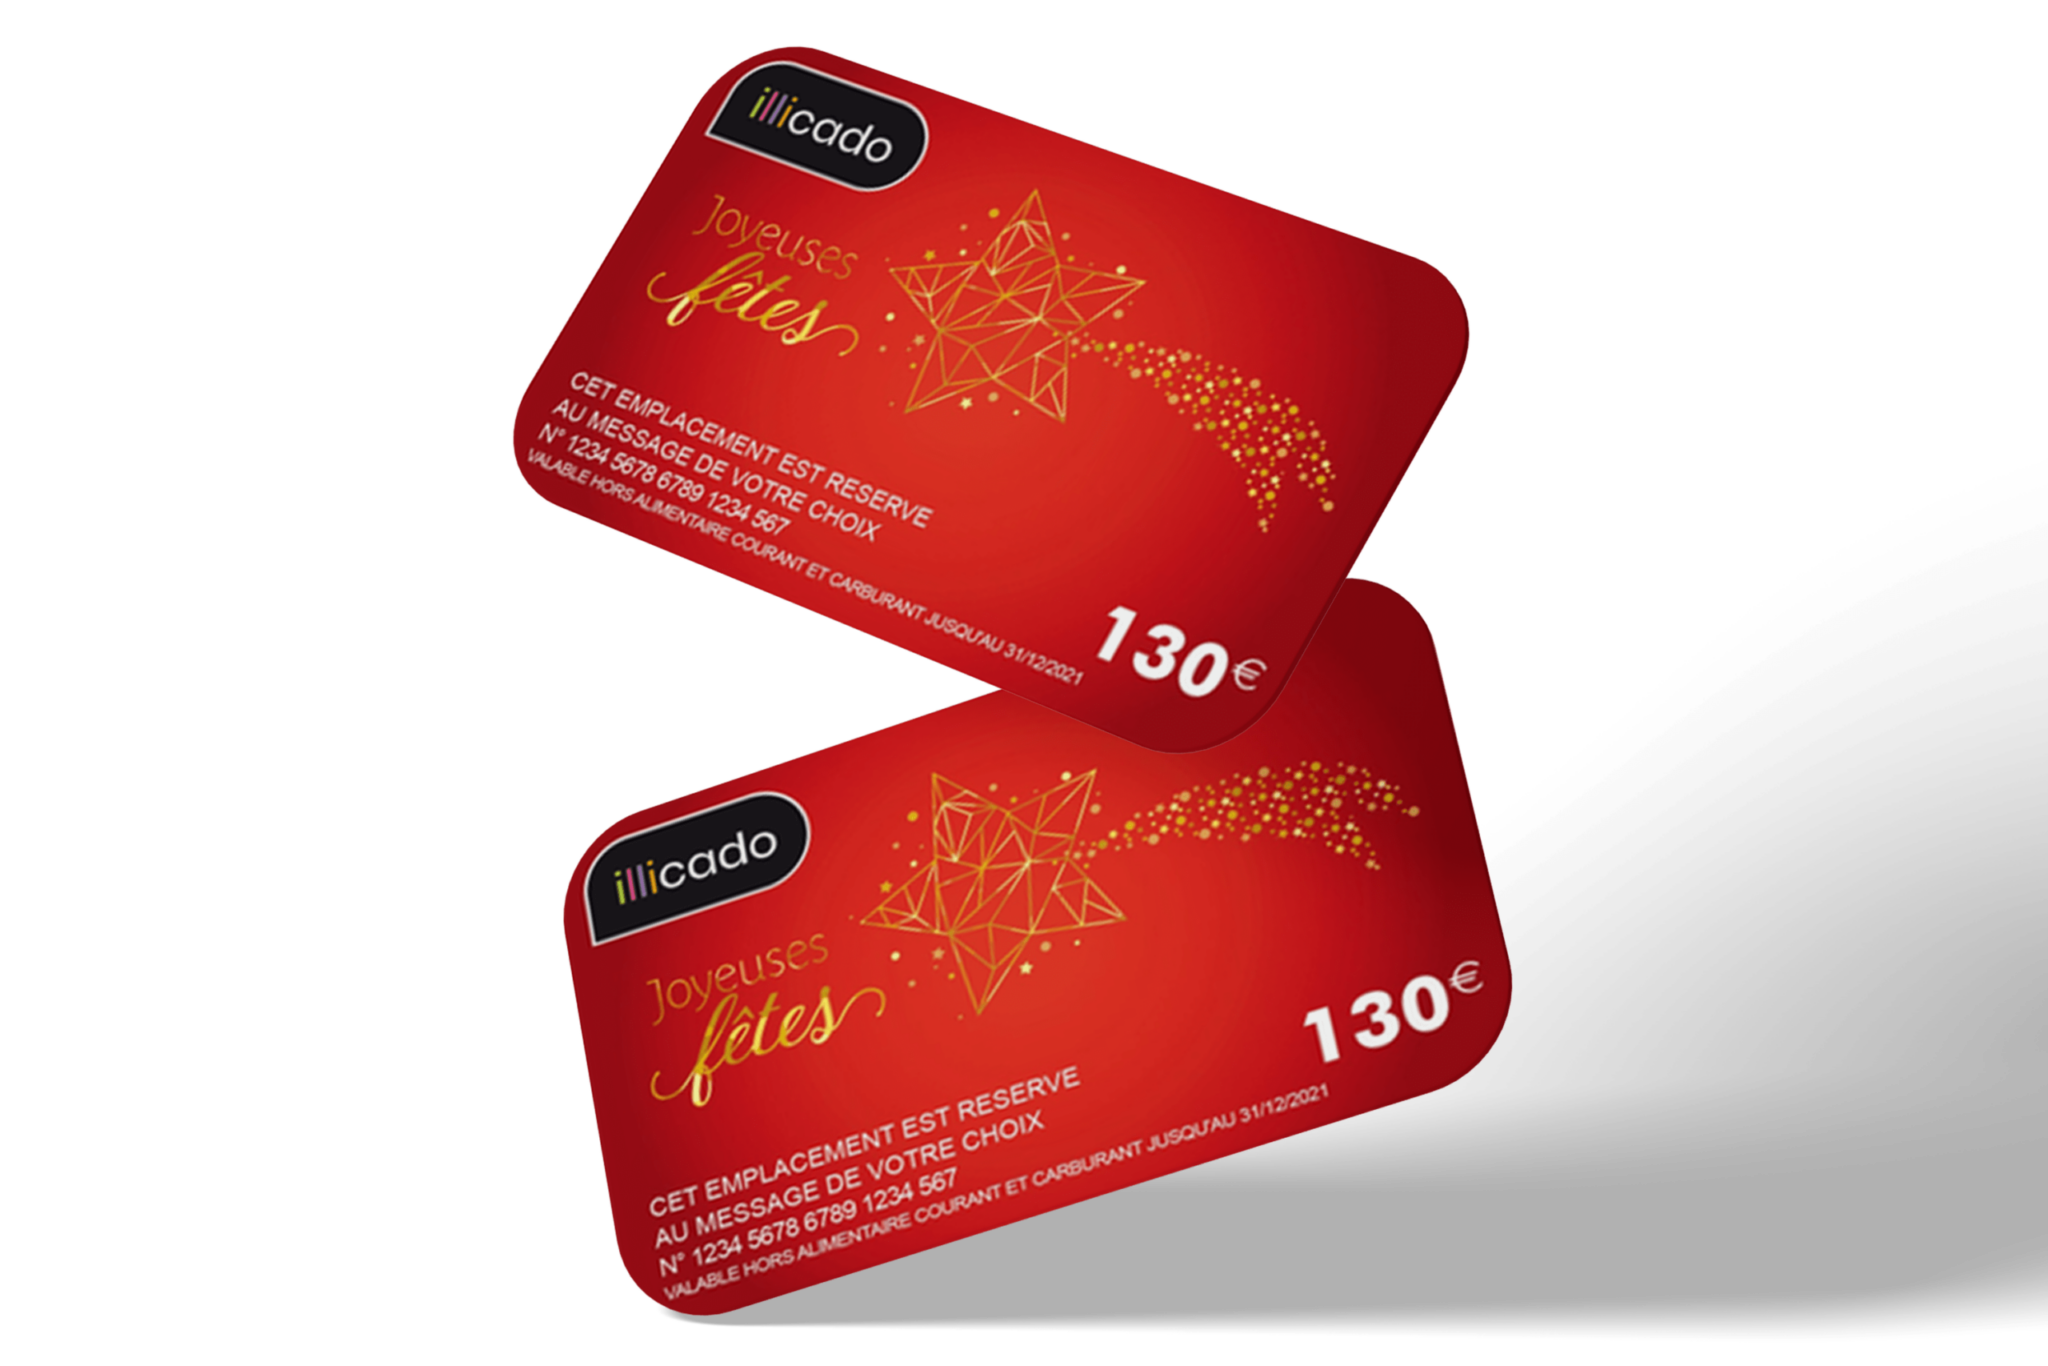 illicado
Joyeuses
fêtes
CET EMPLACEMENT EST RESERVE
AU MESSAGE DE VOTRE CHOIX
N° 1234 5678 6789 1234 567
VALABLE HORS ALIMENTAIRE COURANT ET CARBURANT JUSQU'AU 31/12/2021
130€
illicado
Joyeuses
fêtes
130€
CET EMPLACEMENT EST RESERVE
AU MESSAGE DE VOTRE CHOIX
N° 1234 5678 6789 1234 567
VALABLE HORS ALIMENTAIRE COURANT ET CARBURANT JUSQU'AU 31/12/2021